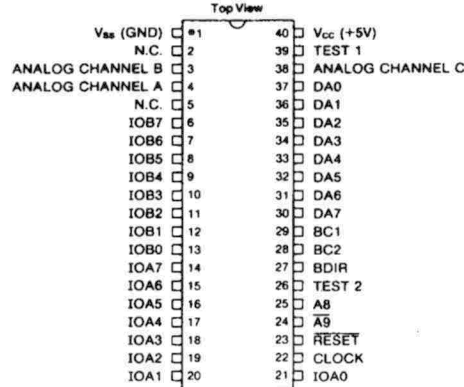 Top View
Vss (GND) 1 40 Vcc (+5V)
N.C. 2 39 TEST 1
ANALOG CHANNEL B 3 38 ANALOG CHANNEL C
ANALOG CHANNEL A 4 37 DA0
N.C. 5 36 DA1
IOB7 6 35 DA2
IOB6 7 34 DA3
IOB5 8 33 DA4
IOB4 9 32 DA5
IOB3 10 31 DA6
IOB2 11 30 DA7
IOB1 12 29 BC1
IOB0 13 28 BC2
IOA7 14 27 BDIR
IOA6 15 26 TEST 2
IOA5 16 25 A8
IOA4 17 24 A̅9̅
IOA3 18 23 R̅E̅S̅E̅T̅
IOA2 19 22 CLOCK
IOA1 20 21 IOA0